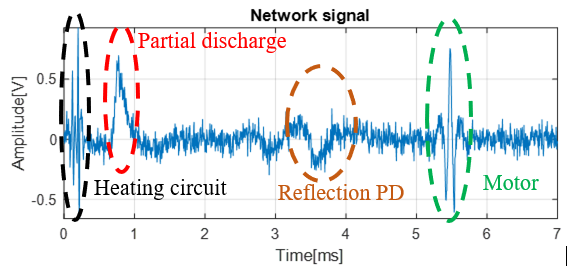 Network signal
Partial discharge
Amplitude[V]
0.5
0
-0.5
Heating circuit
Reflection PD
Motor
0 1 2 3 4 5 6 7
Time[ms]